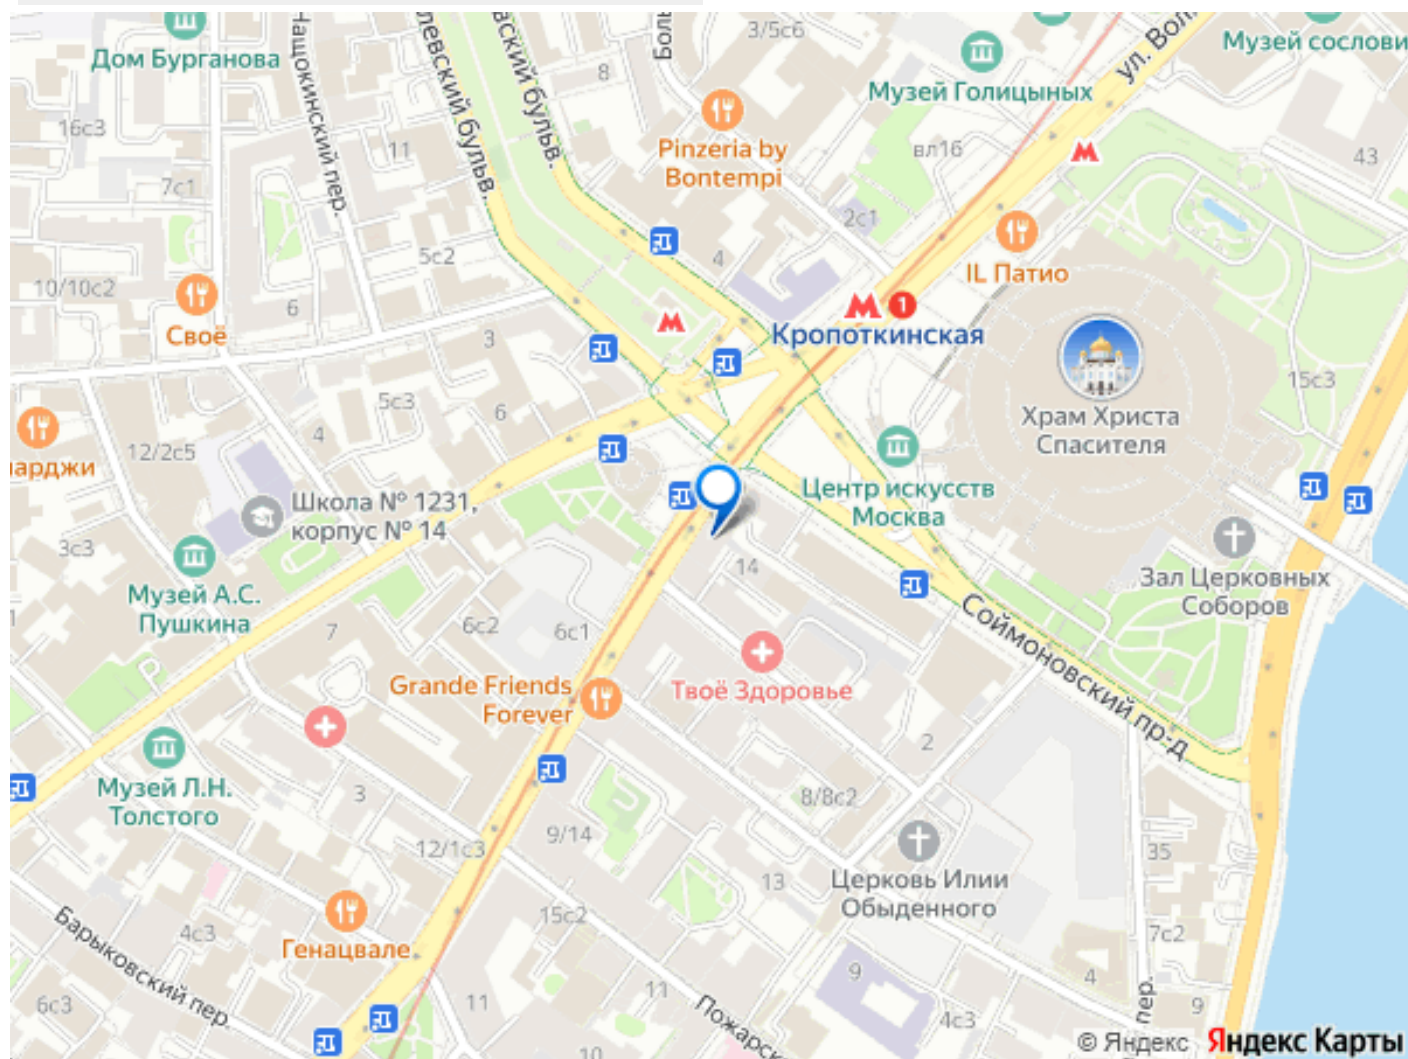 Дом Бурганова
Нащокинский пер.
левский бульв.
ский бульв.
Боль
3/5с6
8
Музей Голицыных
ул. Вол
Музей сослови
16с3
11
Pinzeria by
Bontempi
вл16
43
7с1
2с1
5с2
4
10/10с2
6
IL Патио
Своё
3
1
Кропоткинская
15с3
5с3
6
Храм Христа
Спасителя
4
12/2с5
арджи
Школа № 1231,
корпус № 14
Центр искусств
Москва
3с3
14
Зал Церковных
Соборов
Музей А.С.
Пушкина
1
7
6с2
6с1
Соймоновский пр-д
Grande Friends
Forever
Твоё Здоровье
2
Музей Л.Н.
Толстого
3
8/8с2
12/1с3
9/14
35
13
Церковь Илии
Обыденного
15с2
Генацвале
4с3
7с2
Барыковский пер.
9
4
6с3
11
11
Пожарск
пер.
9
4с3
10
© Яндекс Яндекс Карты